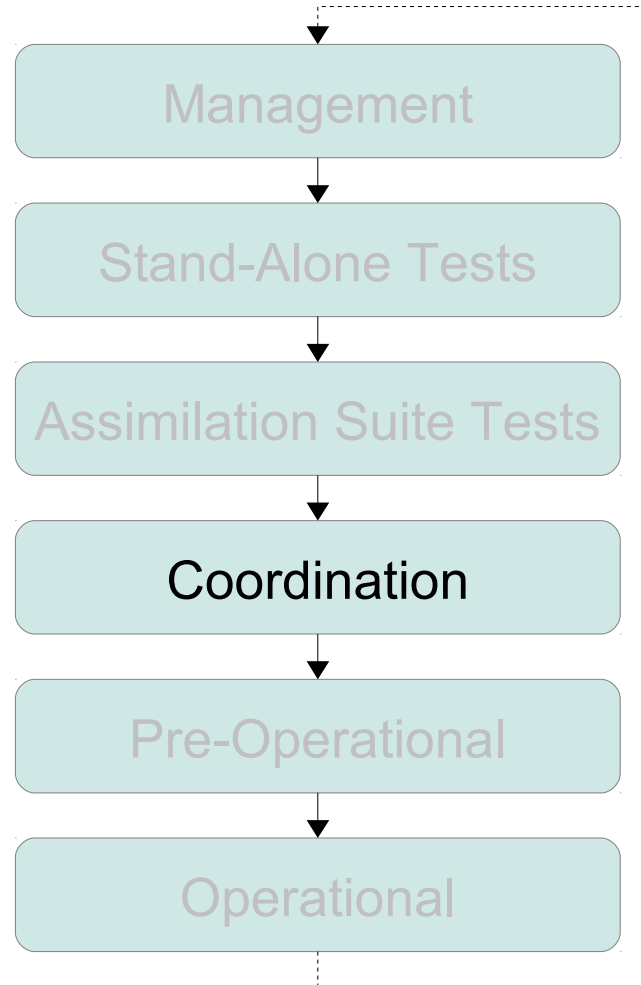 Management
Stand-Alone Tests
Assimilation Suite Tests
Coordination
Pre-Operational
Operational